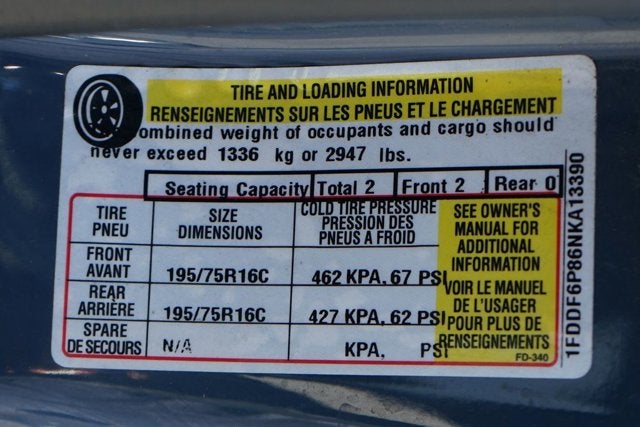 TIRE AND LOADING INFORMATION
RENSEIGNEMENTS SUR LES PNEUS ET LE CHARGEMENT
ombined weight of occupants and cargo should
never exceed 1336 kg or 2947 lbs.
Seating Capacity Total 2 Front 2 Rear 0
TIRE PNEU
SIZE DIMENSIONS
COLD TIRE PRESSURE
PRESSION DES
PNEUS A FROID
FRONT AVANT
195/75R16C
462 KPA, 67 PSI
REAR ARRIÈRE
195/75R16C
427 KPA, 62 PSI
SPARE DE SECOURS
N/A
KPA, PSI
SEE OWNER'S
MANUAL FOR
ADDITIONAL
INFORMATION
VOIR LE MANUEL
DE L'USAGER
POUR PLUS DE
RENSEIGNEMENTS
FD-340
1FDDF6P86NKA13390